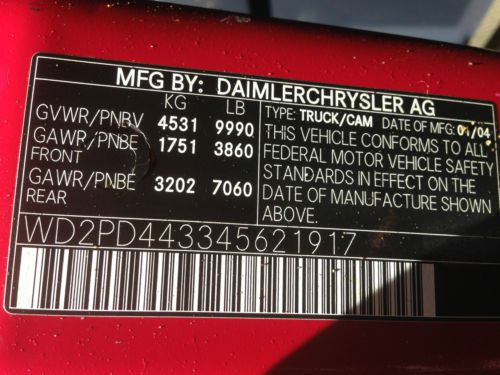 MFG BY: DAIMLERCHRYSLER AG
KG LB
GVWR/PNBV 4531 9990
GAWR/PNBE 1751 3860
FRONT
GAWR/PNBE 3202 7060
REAR
TYPE: TRUCK/CAM DATE OF MFG:
THIS VEHICLE CONFORMS TO ALL
FEDERAL MOTOR VEHICLE SAFETY
STANDARDS IN EFFECT ON THE
DATE OF MANUFACTURE SHOWN
ABOVE.
WD2PD443345621917